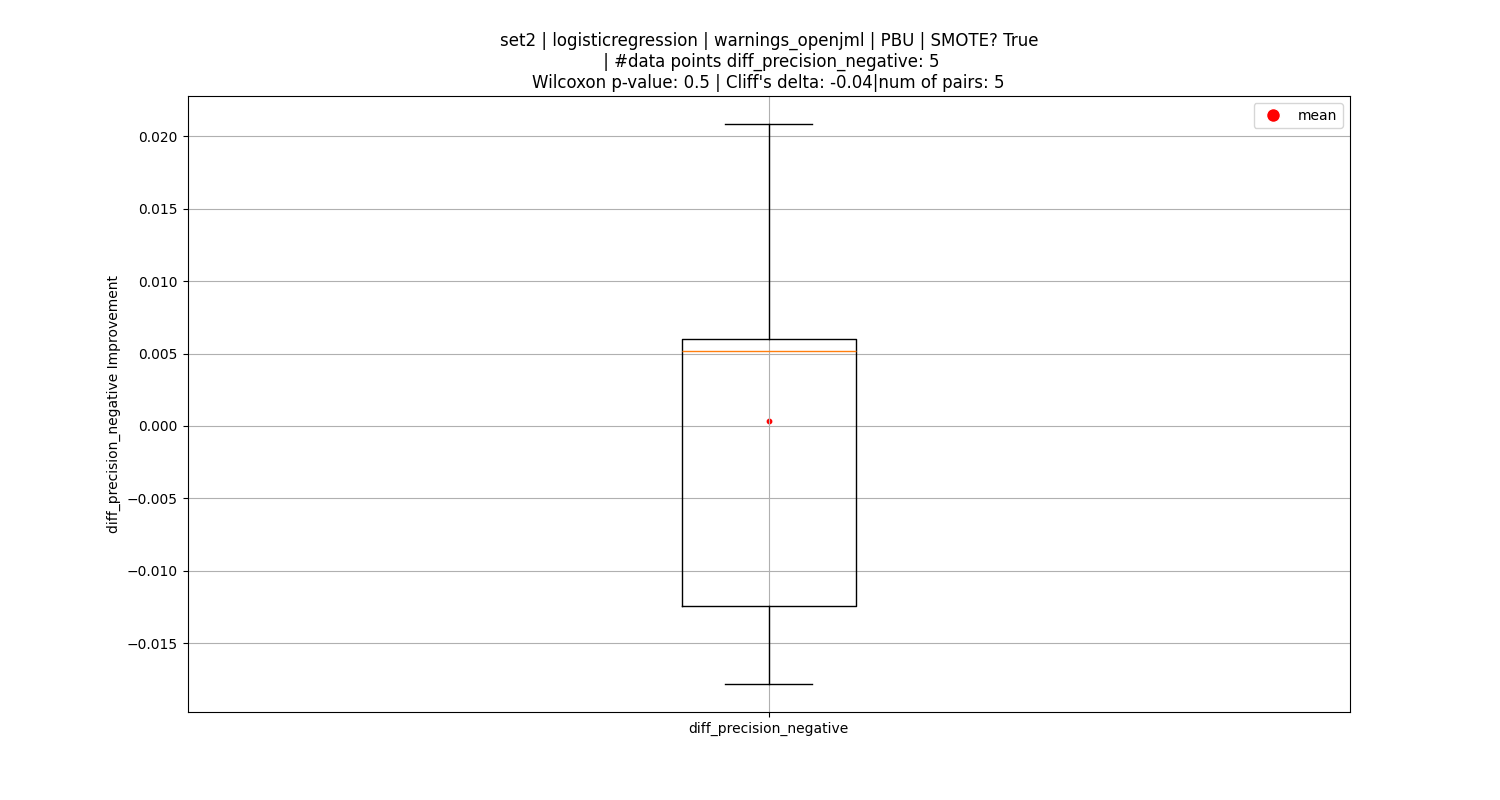 set2 | logisticregression | warnings_openjml | PBU | SMOTE? True
| #data points diff_precision_negative: 5
Wilcoxon p-value: 0.5 | Cliff's delta: -0.04|num of pairs: 5
mean
0.020
0.015
0.010
0.005
0.000
−0.005
−0.010
−0.015
diff_precision_negative Improvement
diff_precision_negative